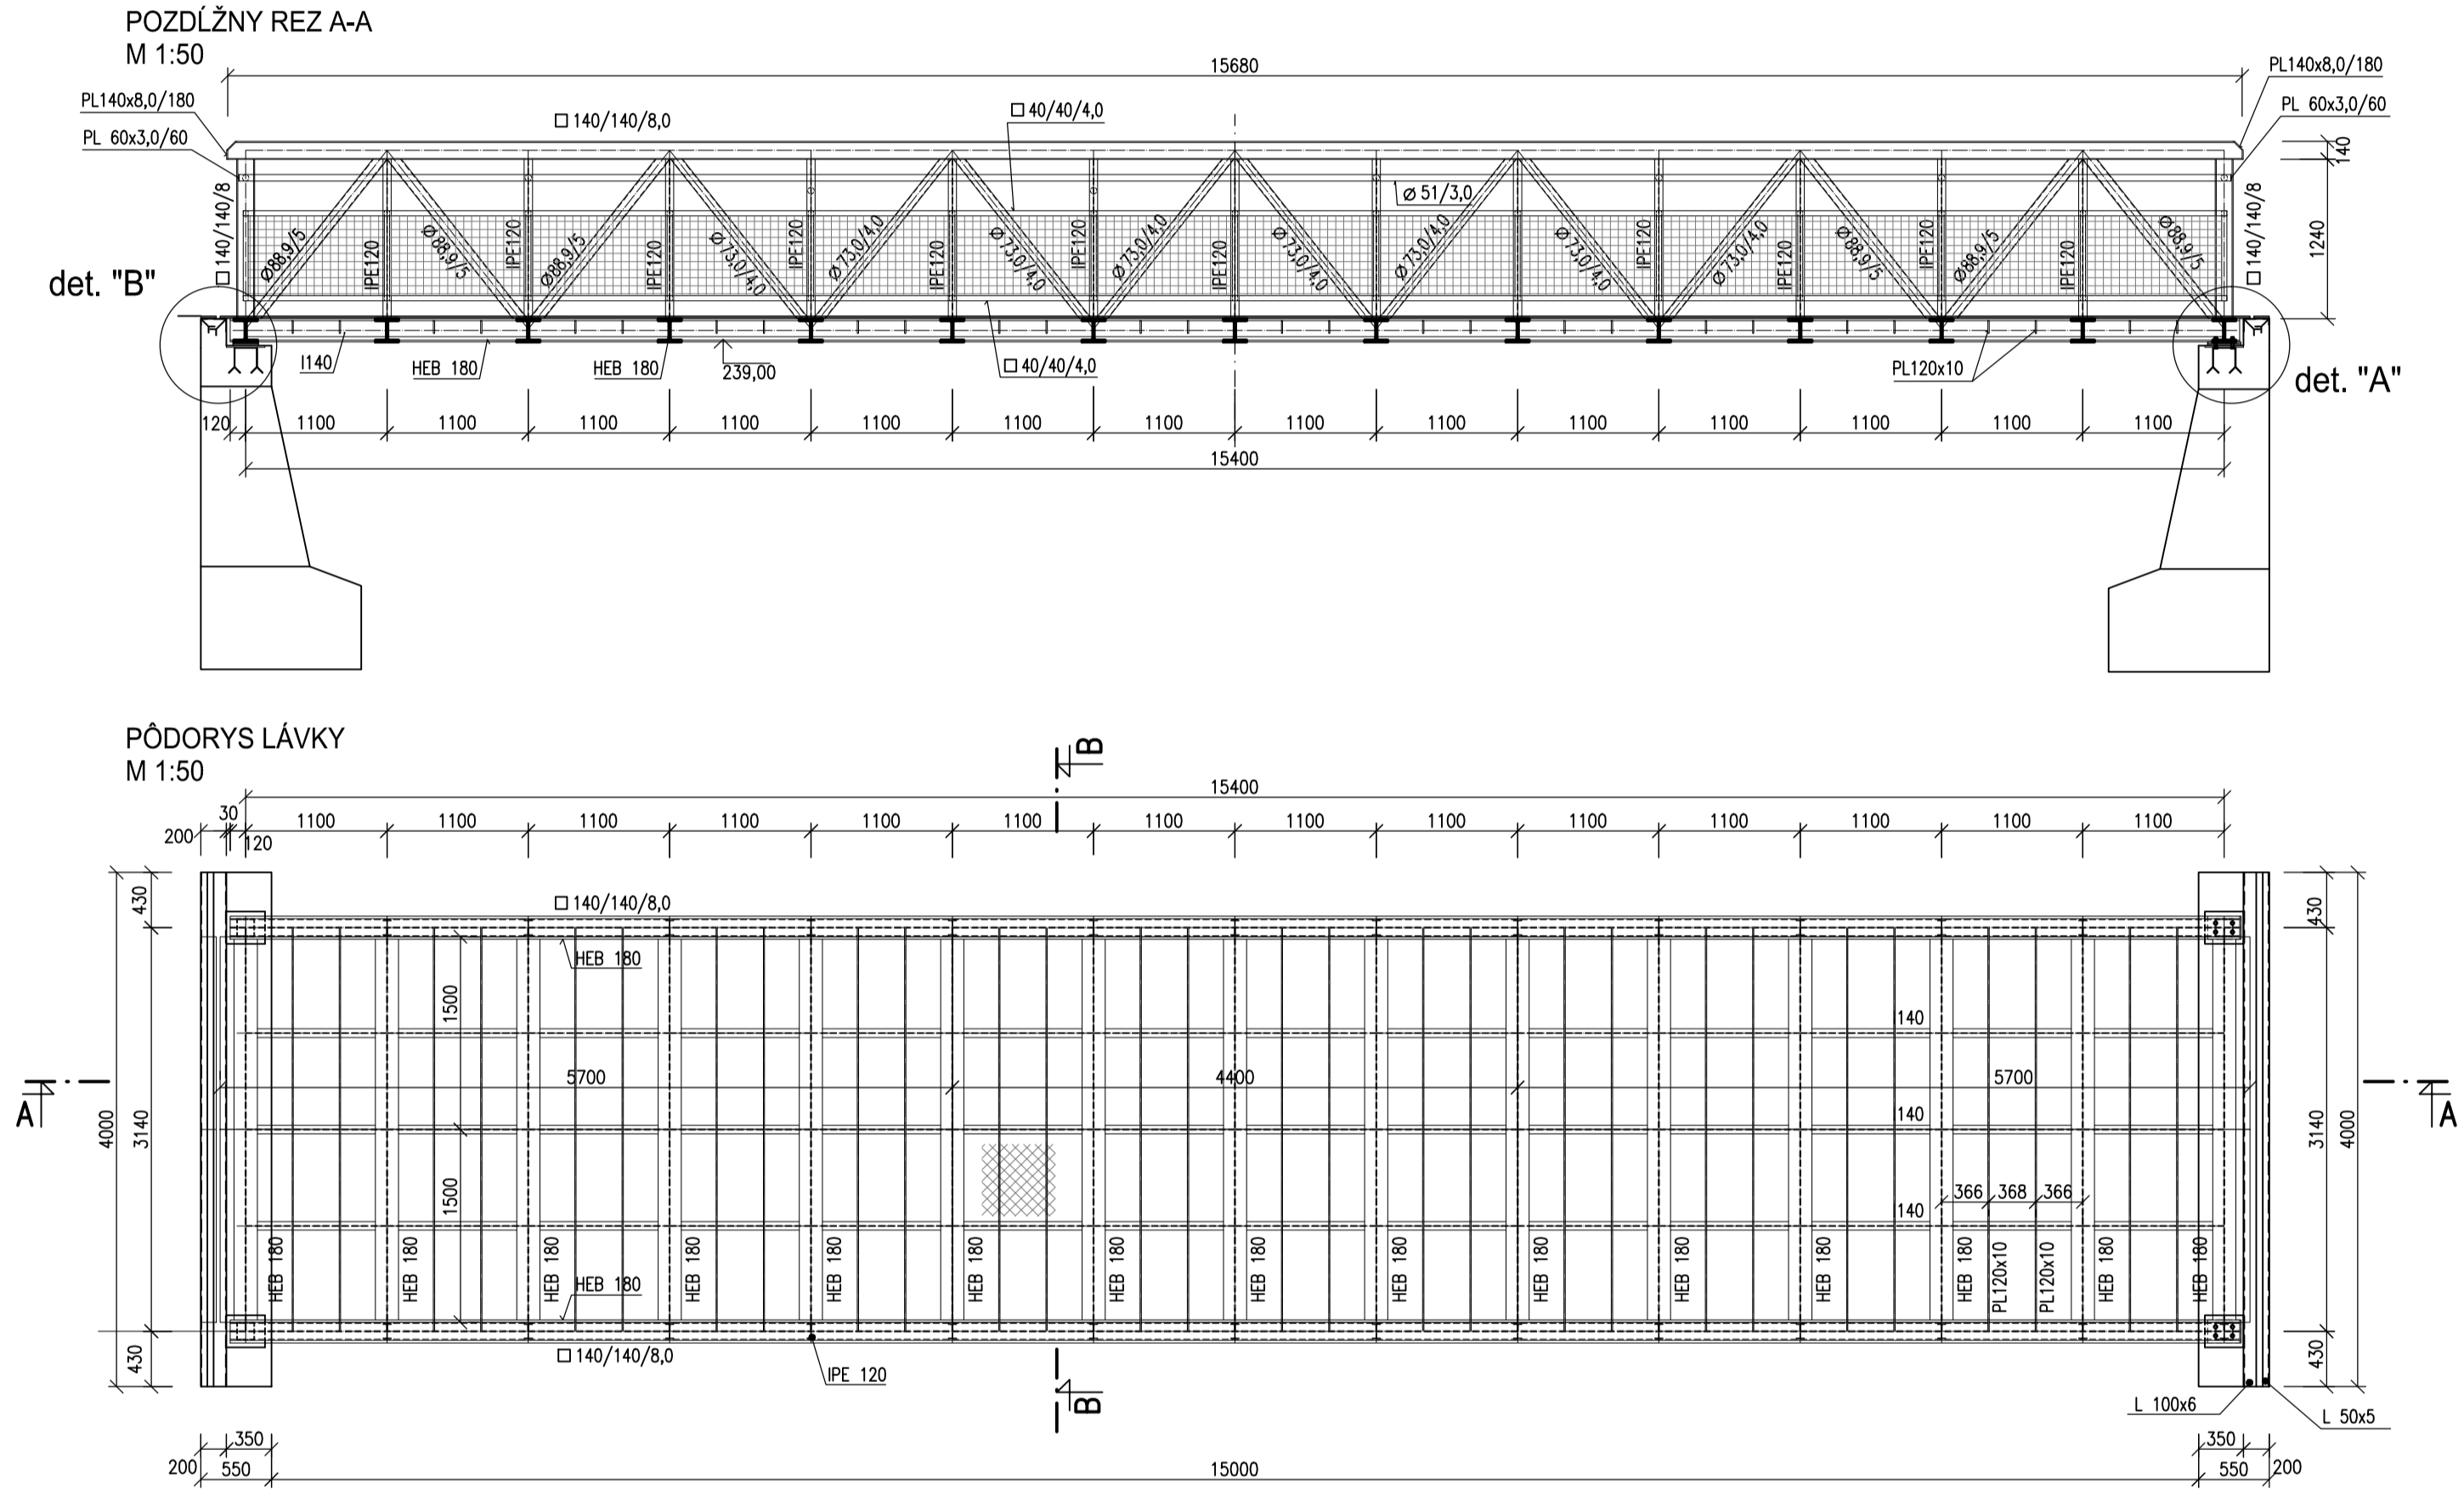 POZDĹŽNY REZ A-A
M 1:50
15680
PL140x8,0/180
PL140x8,0/180
PL 60x3,0/60
PL 60x3,0/60
□ 140/140/8,0
□ 40/40/4,0
140
1240
□ 140/140/8
□ 140/140/8
Ø 51/3,0
Ø88,9/5
IPE120
Ø88,9/5
IPE120
Ø88,9/5
IPE120
Ø 73,0/4,0
IPE120
Ø 73,0/4,0
IPE120
Ø 73,0/4,0
IPE120
Ø 73,0/4,0
IPE120
Ø 73,0/4,0
Ø 73,0/4,0
IPE120
Ø 73,0/4,0
IPE120
Ø 73,0/4,0
IPE120
Ø88,9/5
IPE120
Ø88,9/5
IPE120
Ø88,9/5
det. "B"
det. "A"
I140
HEB 180
HEB 180
239,00
□ 40/40/4,0
PL120x10
120 1100 1100 1100 1100 1100 1100 1100 1100 1100 1100 1100 1100 1100 1100
15400
PÔDORYS LÁVKY
M 1:50
B
15400
200 30 120 1100 1100 1100 1100 1100 1100 1100 1100 1100 1100 1100 1100 1100 1100
430
430
□ 140/140/8,0
HEB 180
1500
I140
5700
4400
5700
A
A
4000
3140
3140
4000
I140
1500
366 368 366
I140
HEB 180
HEB 180
HEB 180
HEB 180
HEB 180
HEB 180
HEB 180
HEB 180
HEB 180
HEB 180
HEB 180
HEB 180
HEB 180
PL120x10
PL120x10
HEB 180
HEB 180
HEB 180
430
430
□ 140/140/8,0
IPE 120
B
L 100x6
L 50x5
350
350
200 550
15000
550 200